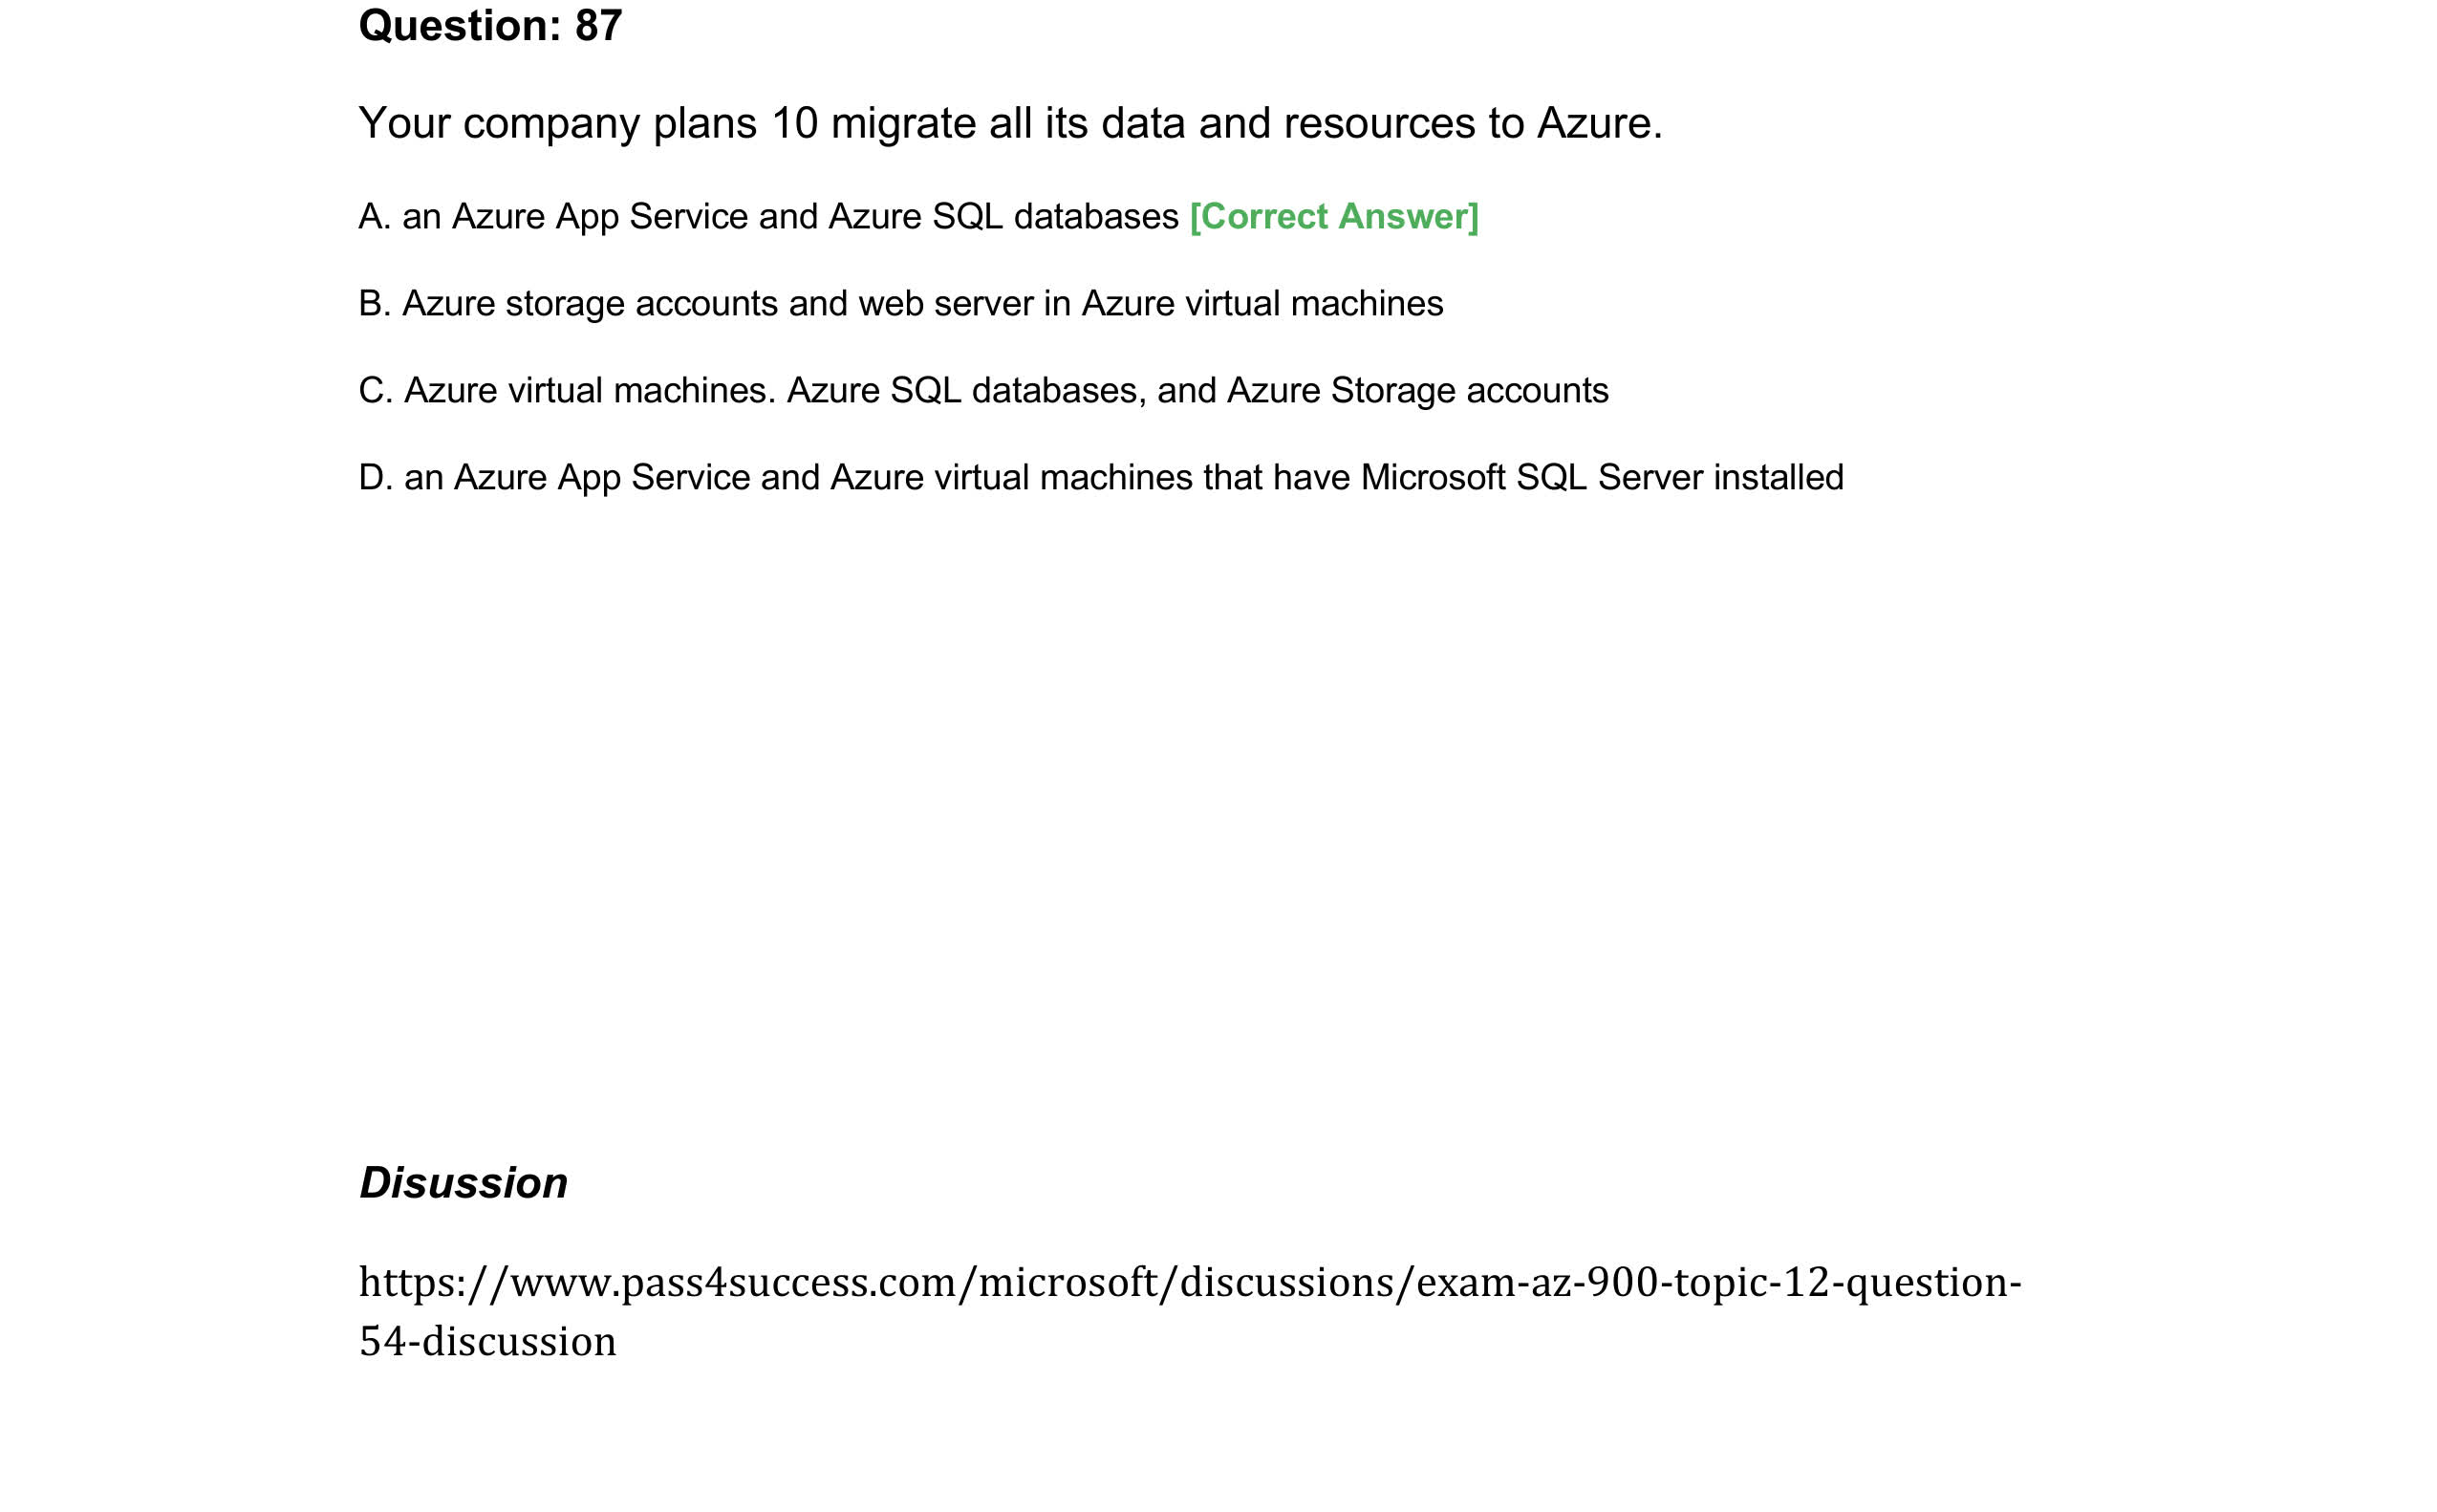 Question: 87
Your company plans 10 migrate all its data and resources to Azure.
A. an Azure App Service and Azure SQL databases [Correct Answer]
B. Azure storage accounts and web server in Azure virtual machines
C. Azure virtual machines. Azure SQL databases, and Azure Storage accounts
D. an Azure App Service and Azure virtual machines that have Microsoft SQL Server installed
Disussion
https://www.pass4success.com/microsoft/discussions/exam-az-900-topic-12-question-
54-discussion